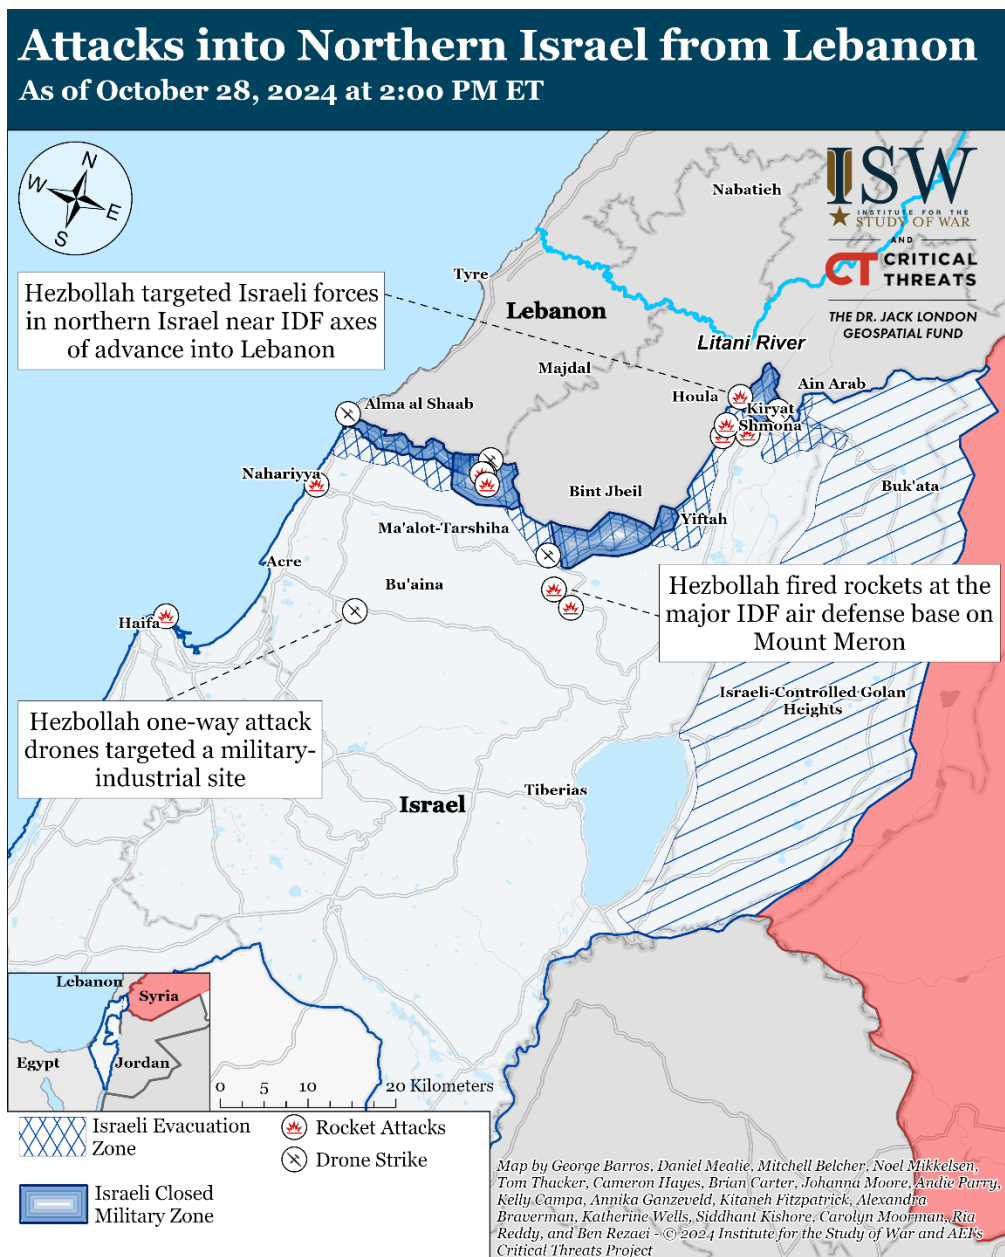 Attacks into Northern Israel from Lebanon
As of October 28, 2024 at 2:00 PM ET
N
W
E
S
ISW
INSTITUTE FOR THE
STUDY OF WAR
AND
CT CRITICAL
THREATS
THE DR. JACK LONDON
GEOSPATIAL FUND
Nabatieh
Tyre
Hezbollah targeted Israeli forces
in northern Israel near IDF axes
of advance into Lebanon
Lebanon
Litani River
Majdal
Houla
Ain Arab
Alma al Shaab
Kiryat
Shmona
Nahariyya
Bint Jbeil
Buk'ata
Ma'alot-Tarshiha
Yiftah
Acre
Bu'aina
Hezbollah fired rockets at the
major IDF air defense base on
Mount Meron
Haifa
Israeli-Controlled Golan
Heights
Hezbollah one-way attack
drones targeted a military-
industrial site
Tiberias
Israel
Lebanon
Syria
Egypt
Jordan
0 5 10 20 Kilometers
Israeli Evacuation
Zone
Rocket Attacks
Drone Strike
Israeli Closed
Military Zone
Map by George Barros, Daniel Mealie, Mitchell Belcher, Noel Mikkelsen,
Tom Thacker, Cameron Hayes, Brian Carter, Johanna Moore, Andie Parry,
Kelly Campa, Annika Ganzeveld, Kitaneh Fitzpatrick, Alexandra
Braverman, Katherine Wells, Siddhant Kishore, Carolyn Moorman, Ria
Reddy, and Ben Rezaei - © 2024 Institute for the Study of War and AEI's
Critical Threats Project